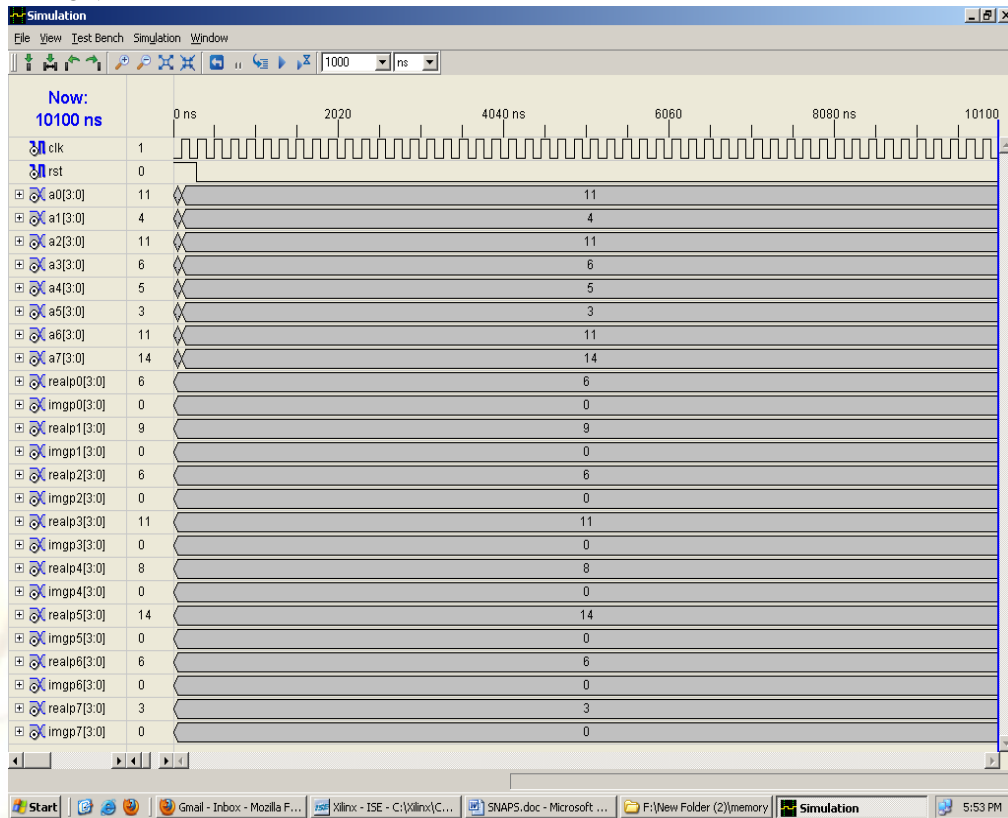 Simulation
File View Test Bench Simulation Window
1000 ns
Now:
10100 ns
0 ns 2020 4040 ns 6060 8080 ns 10100
clk 1
rst 0
a0[3:0] 11 11
a1[3:0] 4 4
a2[3:0] 11 11
a3[3:0] 6 6
a4[3:0] 5 5
a5[3:0] 3 3
a6[3:0] 11 11
a7[3:0] 14 14
realp0[3:0] 6 6
imgp0[3:0] 0 0
realp1[3:0] 9 9
imgp1[3:0] 0 0
realp2[3:0] 6 6
imgp2[3:0] 0 0
realp3[3:0] 11 11
imgp3[3:0] 0 0
realp4[3:0] 8 8
imgp4[3:0] 0 0
realp5[3:0] 14 14
imgp5[3:0] 0 0
realp6[3:0] 6 6
imgp6[3:0] 0 0
realp7[3:0] 3 3
imgp7[3:0] 0 0
Start Gmail - Inbox - Mozilla F... Xilinx - ISE - C:\Xilinx\C... SNAPS.doc - Microsoft ... F:\New Folder (2)\memory Simulation 5:53 PM